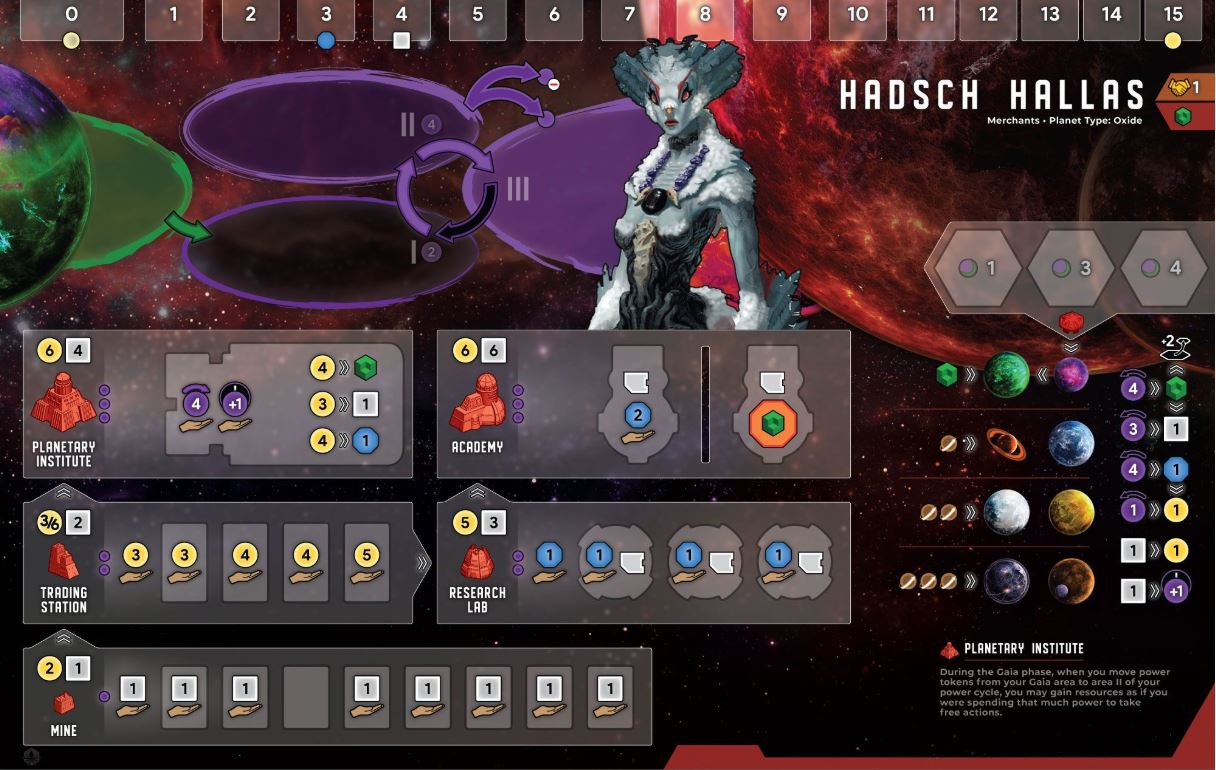 0 1 2 3 4 5 6 7 8 9 10 11 12 13 14 15
HADSCH HALLAS
Merchants • Planet Type: Oxide
1
II 4
III
I 2
1 3 4
6 4
PLANETARY
INSTITUTE
4 +1
4
3 1
4 1
6 6
ACADEMY
2
+2
4
3 1
4 1
1 1
1 1
1 +1
3/6 2
TRADING
STATION
3 3 4 4 5
5 3
RESEARCH
LAB
1 1 1 1
2 1
MINE
1 1 1 1 1 1 1 1
PLANETARY INSTITUTE
During the Gaia phase, when you move power
tokens from your Gaia area to area II of your
power cycle, you may gain resources as if you
were spending that much power to take
free actions.